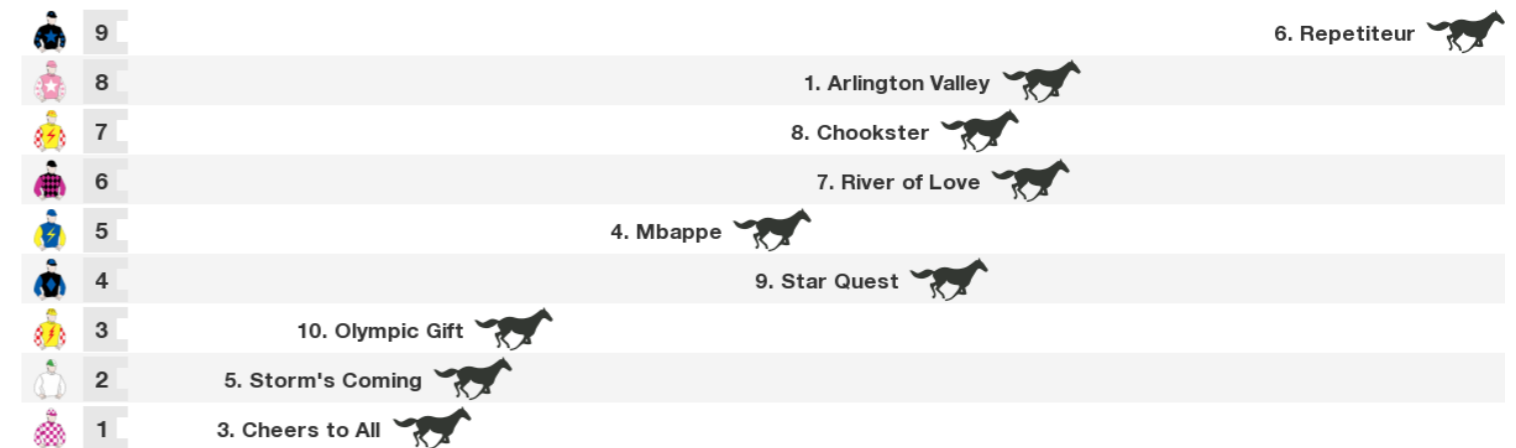 9 6. Repetiteur
8 1. Arlington Valley
7 8. Chookster
6 7. River of Love
5 4. Mbappe
4 9. Star Quest
3 10. Olympic Gift
2 5. Storm's Coming
1 3. Cheers to All